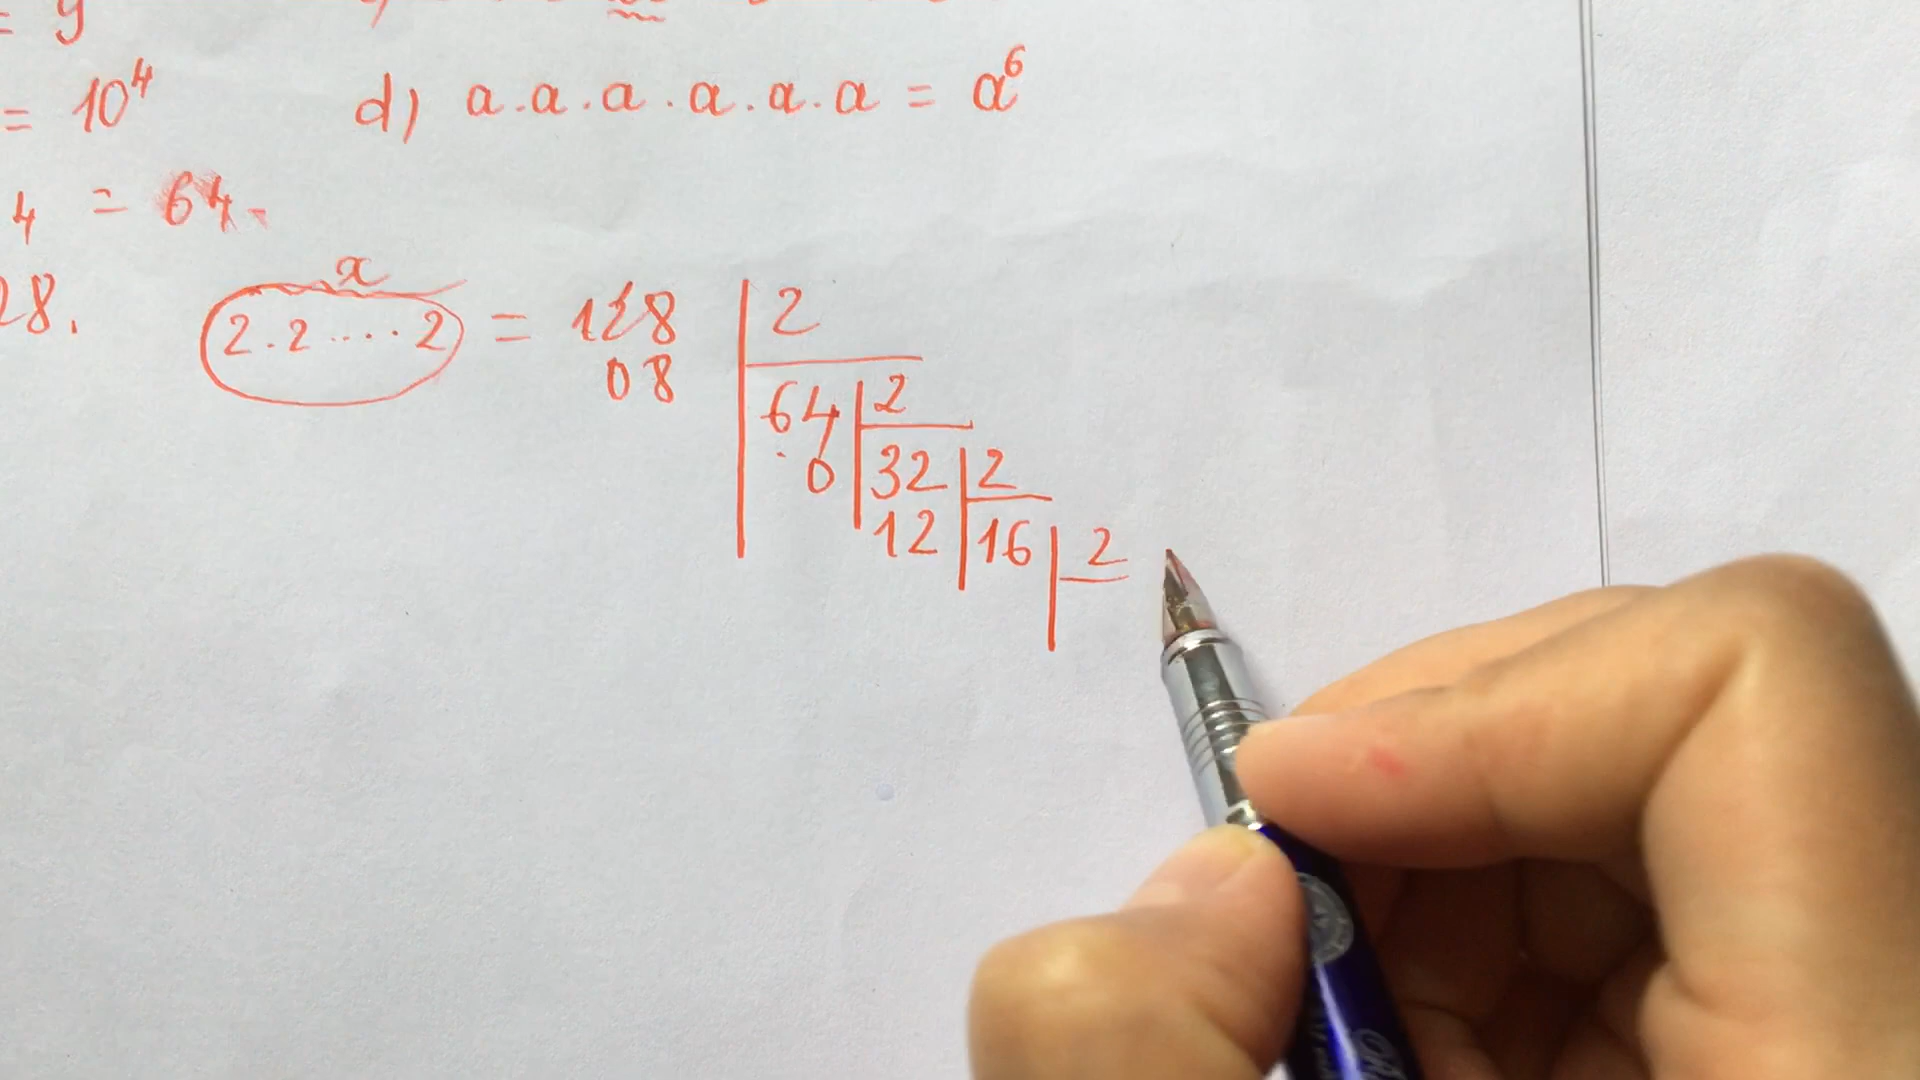 = y
= 10⁴ d) a.a.a.a.a.a = a⁶
4 = 64.
x
28. 2.2....2 = 128 | 2
08 64 | 2
0 32 | 2
12 16 | 2